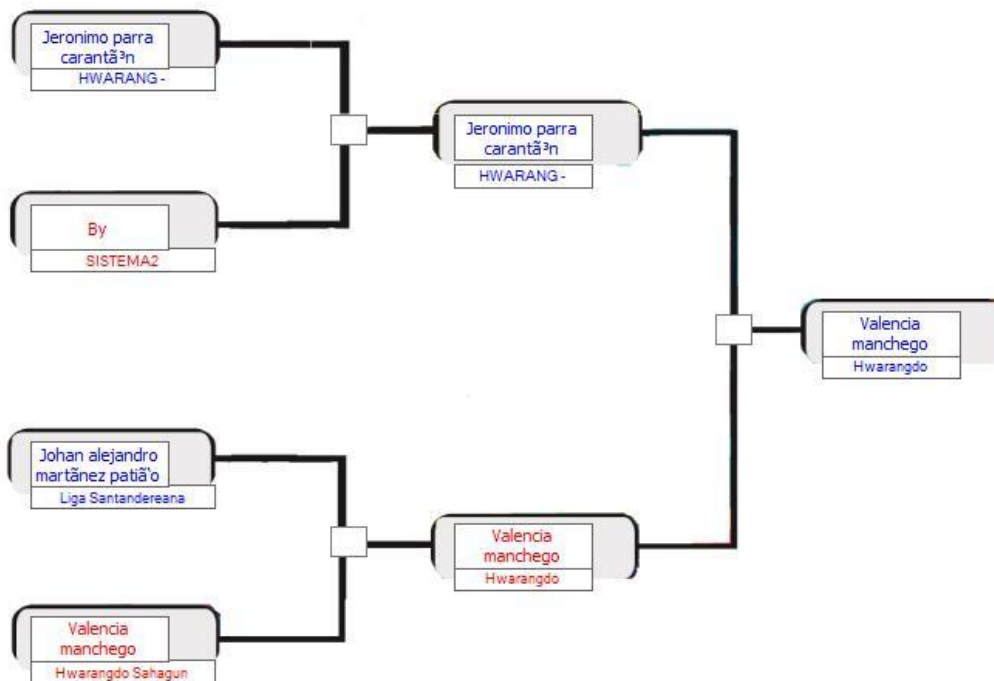 Jeronimo parra
carantã³n
HWARANG -
By
SISTEMA2
Jeronimo parra
carantã³n
HWARANG -
Valencia
manchego
Hwarangdo
Johan alejandro
martãnez patiã'o
Liga Santandereana
Valencia
manchego
Hwarangdo
Valencia
manchego
Hwarangdo Sahagun